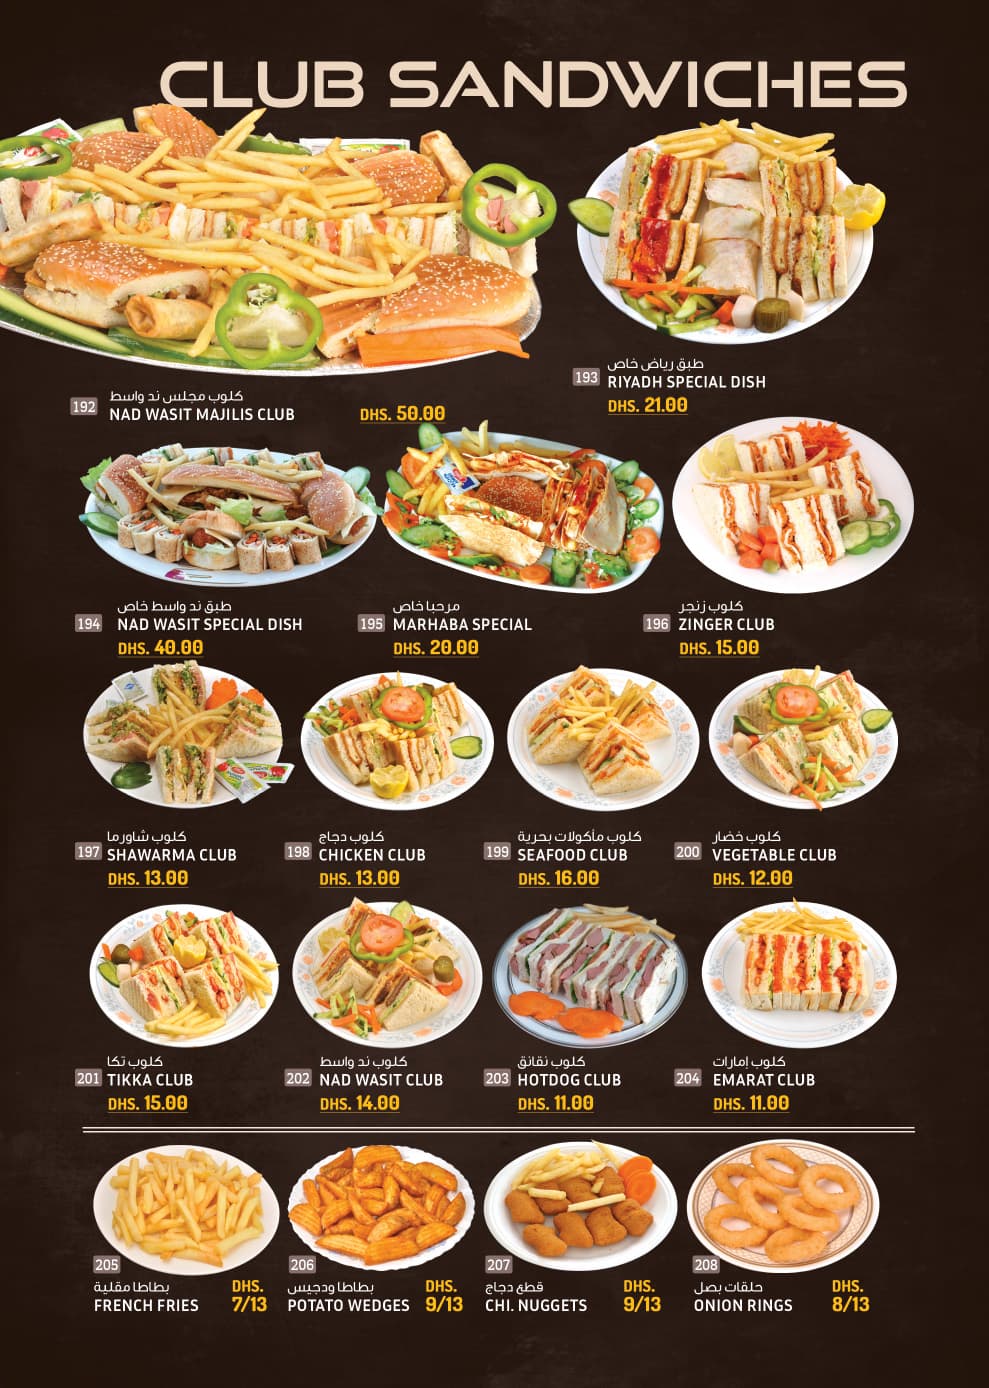 CLUB SANDWICHES
192
كلوب مجلس ند واسط
NAD WASIT MAJILIS CLUB
DHS. 50.00
193
طبق رياض خاص
RIYADH SPECIAL DISH
DHS. 21.00
194
طبق ند واسط خاص
NAD WASIT SPECIAL DISH
DHS. 40.00
195
مرحبا خاص
MARHABA SPECIAL
DHS. 20.00
196
كلوب زنجر
ZINGER CLUB
DHS. 15.00
197
كلوب شاورما
SHAWARMA CLUB
DHS. 13.00
198
كلوب دجاج
CHICKEN CLUB
DHS. 13.00
199
كلوب مأكولات بحرية
SEAFOOD CLUB
DHS. 16.00
200
كلوب خضار
VEGETABLE CLUB
DHS. 12.00
201
كلوب تكا
TIKKA CLUB
DHS. 15.00
202
كلوب ند واسط
NAD WASIT CLUB
DHS. 14.00
203
كلوب نقانق
HOTDOG CLUB
DHS. 11.00
204
كلوب إمارات
EMARAT CLUB
DHS. 11.00
205
بطاطا مقلية
FRENCH FRIES
DHS.
7/13
206
بطاطا ودجيس
POTATO WEDGES
DHS.
9/13
207
قطع دجاج
CHI. NUGGETS
DHS.
9/13
208
حلقات بصل
ONION RINGS
DHS.
8/13